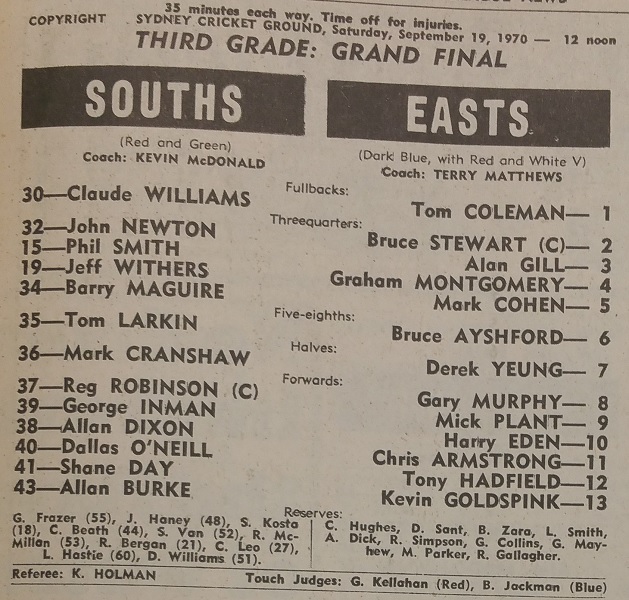 35 minutes each way. Time off for injuries.
COPYRIGHT SYDNEY CRICKET GROUND, Saturday, September 19, 1970 — 12 noon
THIRD GRADE: GRAND FINAL
SOUTHS EASTS
(Red and Green) (Dark Blue, with Red and White V)
Coach: KEVIN McDONALD Coach: TERRY MATTHEWS
Fullbacks:
30—Claude WILLIAMS Tom COLEMAN— 1
Threequarters:
32—John NEWTON Bruce STEWART (C)— 2
15—Phil SMITH Alan GILL— 3
19—Jeff WITHERS Graham MONTGOMERY— 4
34—Barry MAGUIRE Mark COHEN— 5
Five-eighths:
35—Tom LARKIN Bruce AYSHFORD— 6
Halves:
36—Mark CRANSHAW Derek YEUNG— 7
Forwards:
37—Reg ROBINSON (C) Gary MURPHY— 8
39—George INMAN Mick PLANT— 9
38—Allan DIXON Harry EDEN—10
40—Dallas O'NEILL Chris ARMSTRONG—11
41—Shane DAY Tony HADFIELD—12
43—Allan BURKE Kevin GOLDSPINK—13
Reserves:
G. Frazer (55), J. Haney (48), S. Kosta
(18), C. Beath (44), S. Van (52), R. Mc-
Millan (53), R. Bergan (21), C. Leo (27),
L. Hastie (60), D. Williams (51).
C. Hughes, D. Sant, B. Zara, L. Smith,
A. Dick, R. Simpson, G. Collins, G. May-
hew, M. Parker, R. Gallagher.
Referee: K. HOLMAN Touch Judges: G. Kellahan (Red), B. Jackman (Blue)